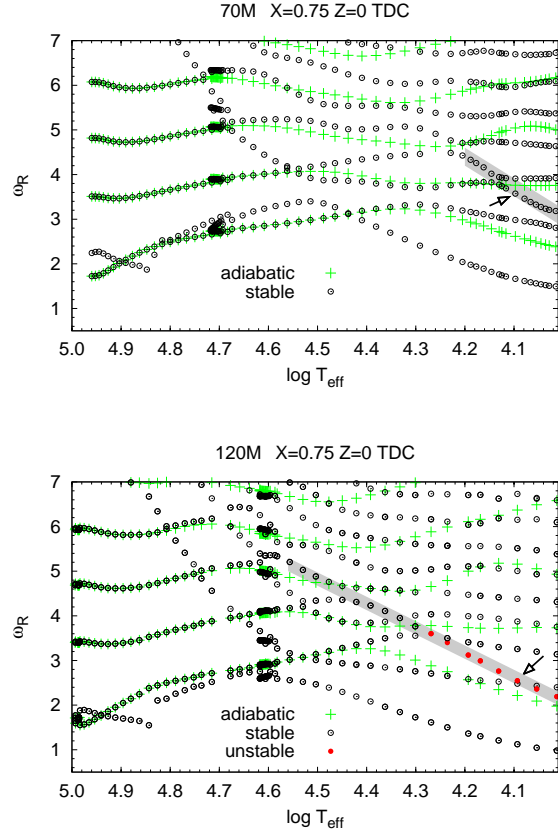 70M X=0.75 Z=0 TDC
7
6
5
4
3
2
1
ωR
adiabatic
stable
5.0 4.9 4.8 4.7 4.6 4.5 4.4 4.3 4.2 4.1
log Teff
120M X=0.75 Z=0 TDC
7
6
5
4
3
2
1
ωR
adiabatic
stable
unstable
5.0 4.9 4.8 4.7 4.6 4.5 4.4 4.3 4.2 4.1
log Teff